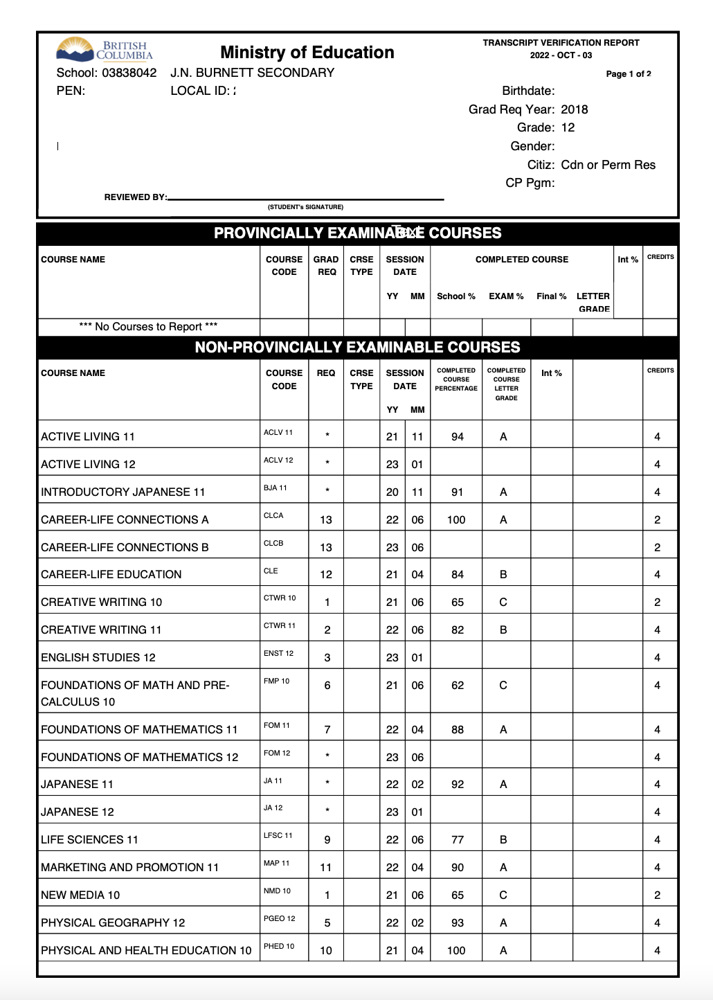 BRITISH
COLUMBIA
Ministry of Education
TRANSCRIPT VERIFICATION REPORT
2022 - OCT - 03
School: 03838042 J.N. BURNETT SECONDARY
Page 1 of 2
PEN: LOCAL ID:
Birthdate:
Grad Req Year: 2018
Grade: 12
Gender:
Citiz: Cdn or Perm Res
CP Pgm:
REVIEWED BY:
(STUDENT's SIGNATURE)
PROVINCIALLY EXAMINABLE COURSES
COURSE NAME COURSE CODE GRAD REQ CRSE TYPE SESSION DATE COMPLETED COURSE Int % CREDITS
YY MM School % EXAM % Final % LETTER GRADE
*** No Courses to Report ***
NON-PROVINCIALLY EXAMINABLE COURSES
COURSE NAME COURSE CODE REQ CRSE TYPE SESSION DATE COMPLETED COURSE PERCENTAGE COMPLETED COURSE LETTER GRADE Int % CREDITS
YY MM
ACTIVE LIVING 11 ACLV 11 * 21 11 94 A 4
ACTIVE LIVING 12 ACLV 12 * 23 01 4
INTRODUCTORY JAPANESE 11 BJA 11 * 20 11 91 A 4
CAREER-LIFE CONNECTIONS A CLCA 13 22 06 100 A 2
CAREER-LIFE CONNECTIONS B CLCB 13 23 06 2
CAREER-LIFE EDUCATION CLE 12 21 04 84 B 4
CREATIVE WRITING 10 CTWR 10 1 21 06 65 C 2
CREATIVE WRITING 11 CTWR 11 2 22 06 82 B 4
ENGLISH STUDIES 12 ENST 12 3 23 01 4
FOUNDATIONS OF MATH AND PRE- FMP 10 6 21 06 62 C 4
CALCULUS 10
FOUNDATIONS OF MATHEMATICS 11 FOM 11 7 22 04 88 A 4
FOUNDATIONS OF MATHEMATICS 12 FOM 12 * 23 06 4
JAPANESE 11 JA 11 * 22 02 92 A 4
JAPANESE 12 JA 12 * 23 01 4
LIFE SCIENCES 11 LFSC 11 9 22 06 77 B 4
MARKETING AND PROMOTION 11 MAP 11 11 22 04 90 A 4
NEW MEDIA 10 NMD 10 1 21 06 65 C 2
PHYSICAL GEOGRAPHY 12 PGEO 12 5 22 02 93 A 4
PHYSICAL AND HEALTH EDUCATION 10 PHED 10 10 21 04 100 A 4